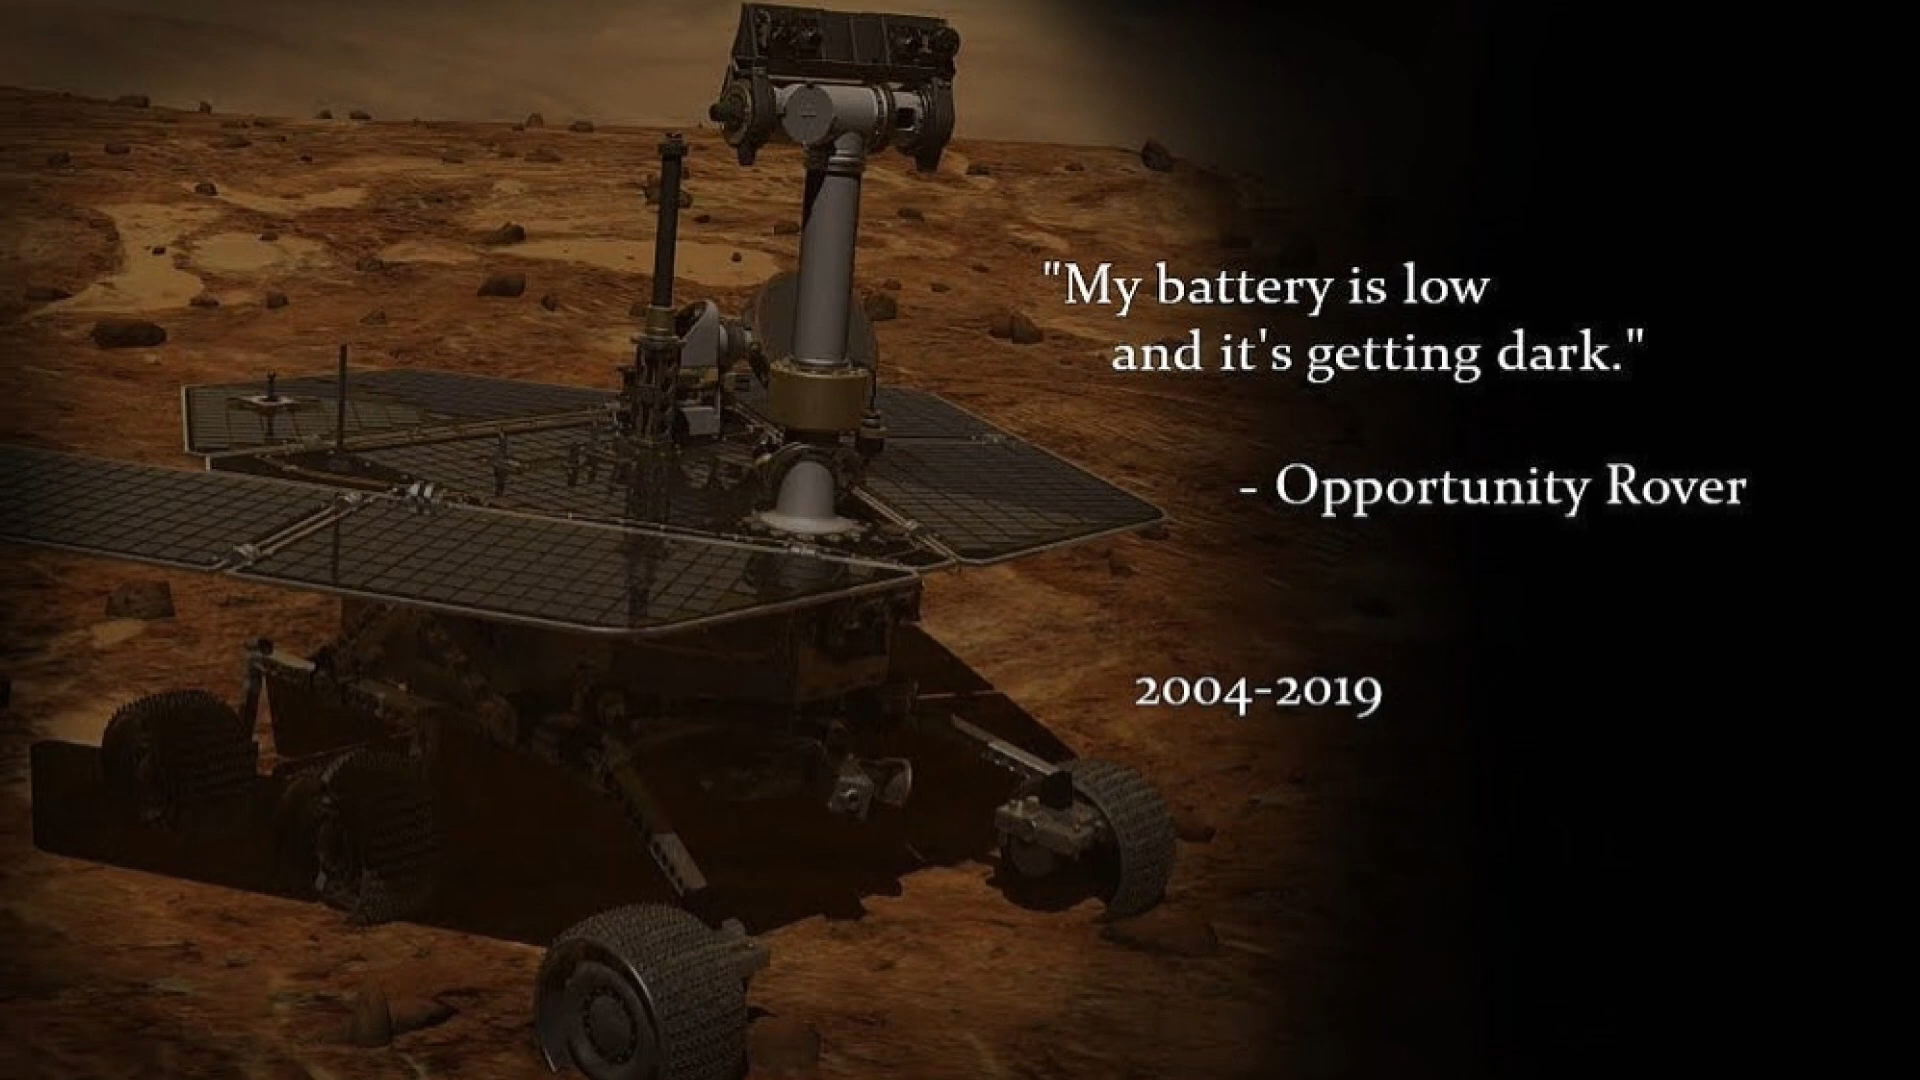 "My battery is low
and it's getting dark."
- Opportunity Rover
2004-2019